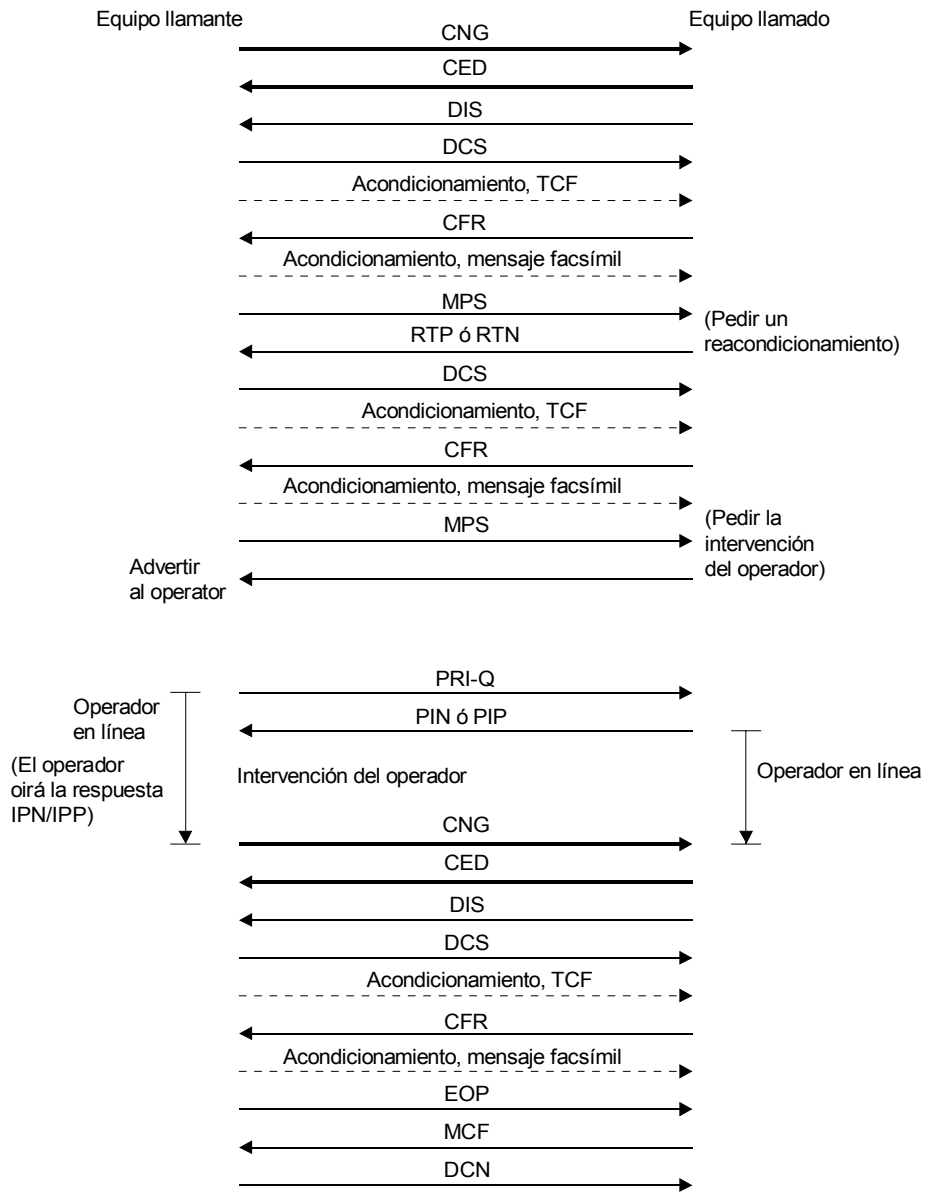 Equipo llamante
Equipo llamado
CNG
CED
DIS
DCS
Acondicionamiento, TCF
CFR
Acondicionamiento, mensaje facsímil
MPS
(Pedir un
reacondicionamiento)
RTP ó RTN
DCS
Acondicionamiento, TCF
CFR
Acondicionamiento, mensaje facsímil
MPS
(Pedir la
intervención
del operador)
Advertir
al operator
PRI-Q
Operador
en línea
PIN ó PIP
(El operador
oirá la respuesta
IPN/IPP)
Intervención del operador
Operador en línea
CNG
CED
DIS
DCS
Acondicionamiento, TCF
CFR
Acondicionamiento, mensaje facsímil
EOP
MCF
DCN